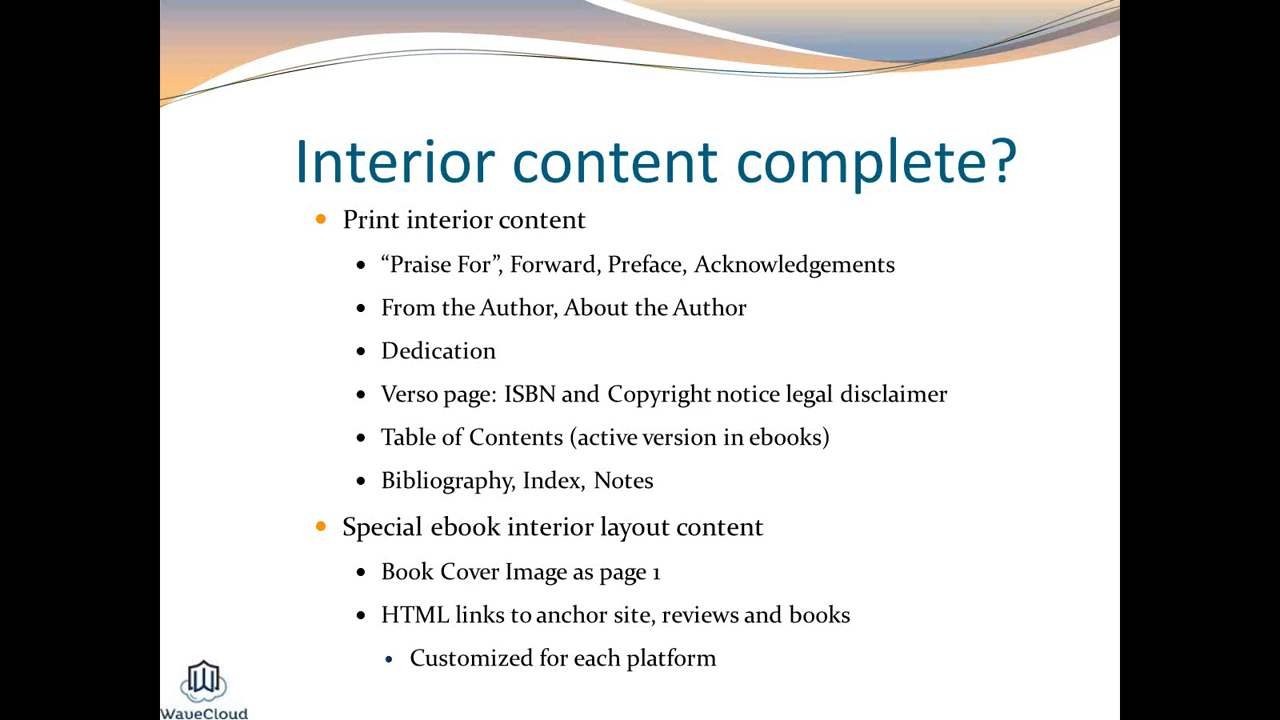 Interior content complete?
Print interior content
“Praise For”, Forward, Preface, Acknowledgements
From the Author, About the Author
Dedication
Verso page: ISBN and Copyright notice legal disclaimer
Table of Contents (active version in ebooks)
Bibliography, Index, Notes
Special ebook interior layout content
Book Cover Image as page 1
HTML links to anchor site, reviews and books
Customized for each platform
WaveCloud